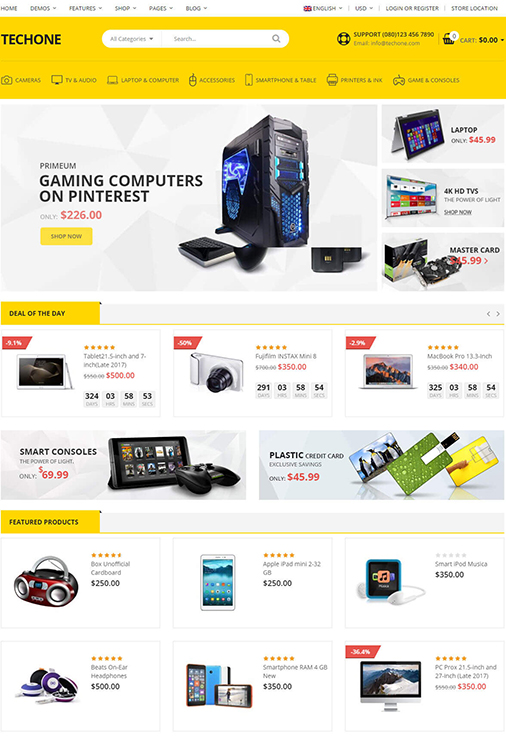 HOME DEMOS FEATURES SHOP PAGES BLOG ENGLISH USD LOGIN OR REGISTER STORE LOCATION
TECHONE
All Categories Search...
SUPPORT (080)123 456 7890
Email: info@techone.com
0
CART: $0.00
CAMERAS TV & AUDIO LAPTOP & COMPUTER ACCESSORIES SMARTPHONE & TABLE PRINTERS & INK GAME & CONSOLES
PRIMEUM
GAMING COMPUTERS
ON PINTEREST
ONLY: $226.00
SHOP NOW
LAPTOP
ONLY: $45.99
4K HD TVS
THE POWER OF LIGHT
SHOP NOW
MASTER CARD
$45.99
DEAL OF THE DAY
-9.1%
Tablet21.5-inch and 7-
inch(Late 2017)
$550.00 $500.00
324 03 58 53
DAYS HRS MINS SECS
-50%
Fujifilm INSTAX Mini 8
$700.00 $350.00
291 03 58 54
DAYS HRS MINS SECS
-2.9%
MacBook Pro 13.3-inch
$350.00 $340.00
325 03 58 54
DAYS HRS MINS SECS
SMART CONSOLES
THE POWER OF LIGHT.
ONLY: $69.99
PLASTIC CREDIT CARD
EXCLUSIVE SAVINGS
ONLY: $45.99
FEATURED PRODUCTS
Box Unofficial
Cardboard
$250.00
Apple iPad mini 2-32
GB
$250.00
Smart iPod Musica
$350.00
Beats On-Ear
Headphones
$500.00
Smartphone RAM 4 GB
New
$350.00
-36.4%
PC Prox 21.5-inch and
27-inch (Late 2017)
$550.00 $350.00